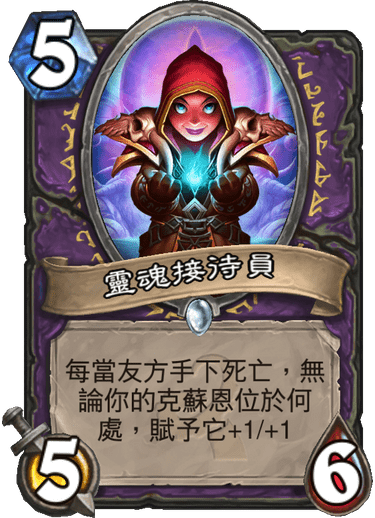 5
靈魂接待員
每當友方手下死亡，無
論你的克蘇恩位於何
處，賦予它+1/+1
5
6